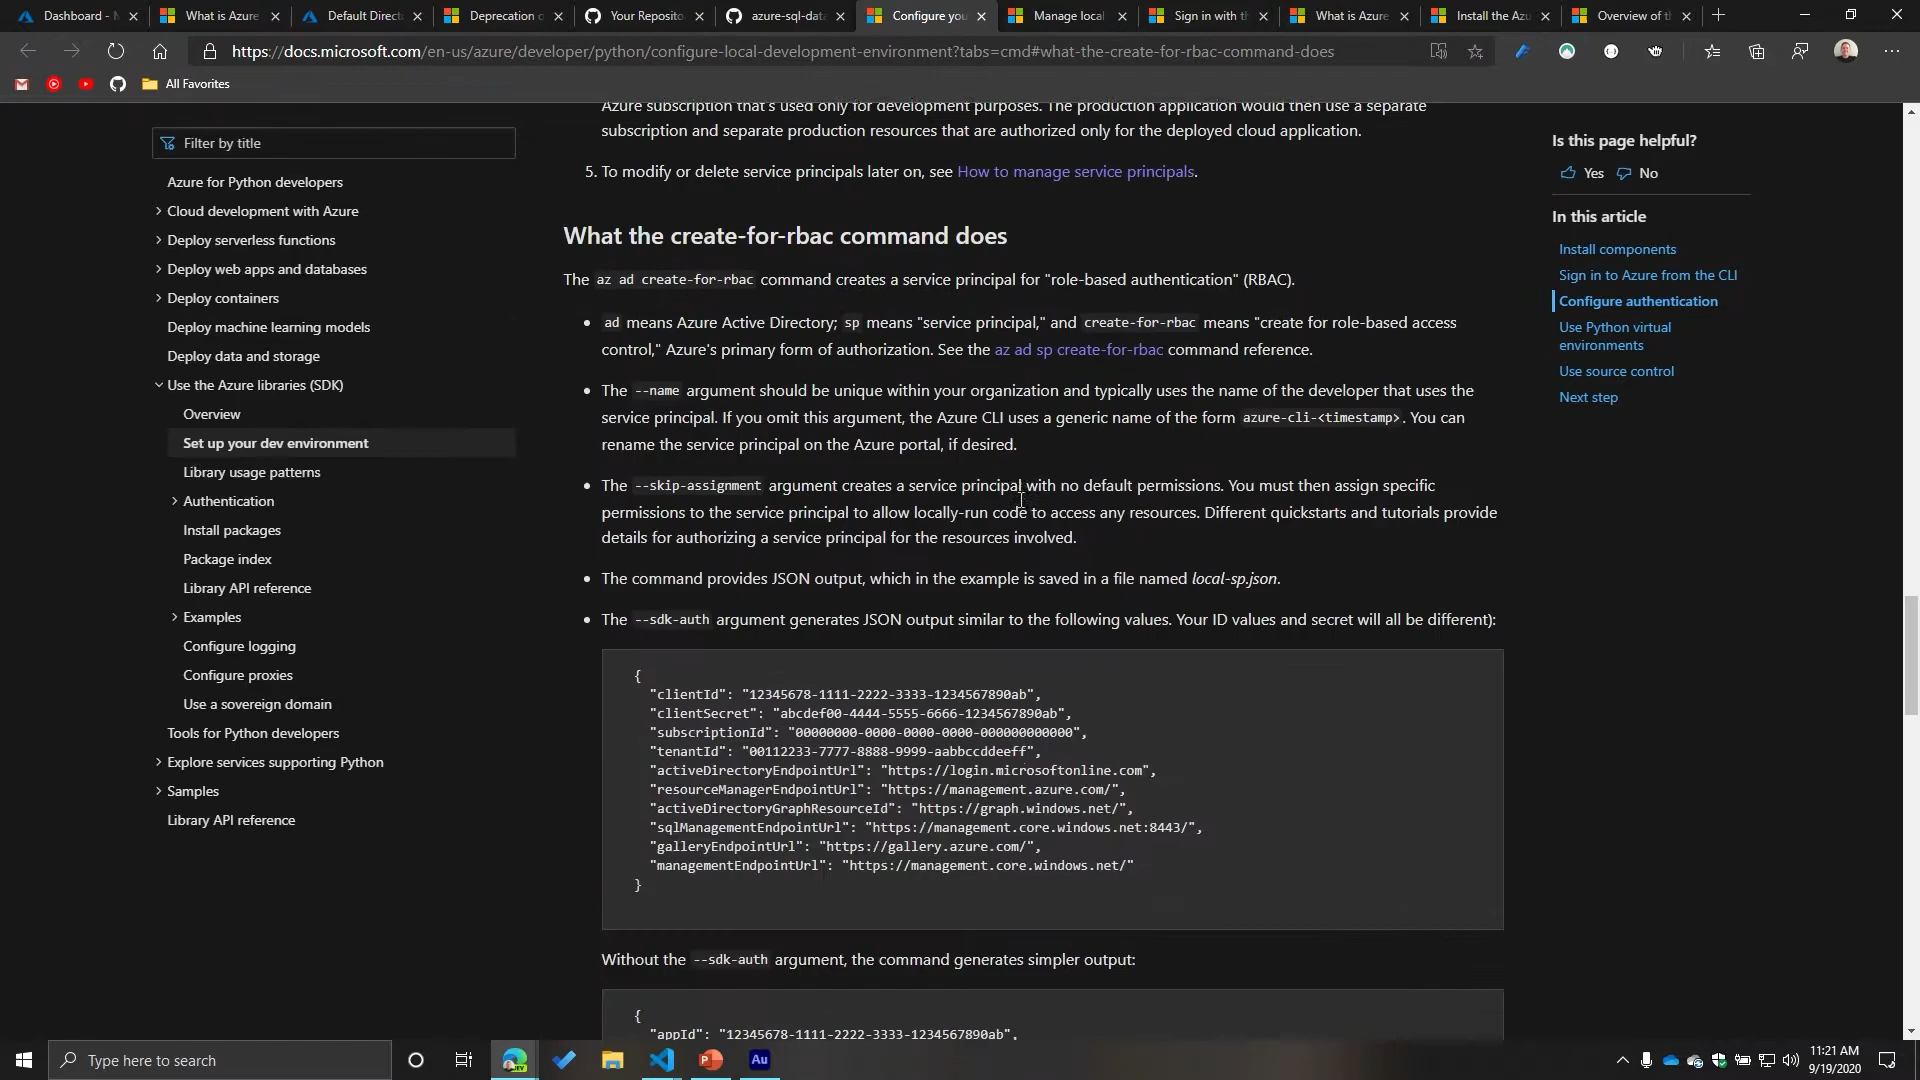 Dashboard - M
What is Azure
Default Direct
Deprecation o
Your Reposito
azure-sql-dat
Configure you
Manage local
Sign in with t
What is Azure
Install the Azu
Overview of t
https://docs.microsoft.com/en-us/azure/developer/python/configure-local-development-environment?tabs=cmd#what-the-create-for-rbac-command-does
All Favorites
Filter by title
Azure for Python developers
Cloud development with Azure
Deploy serverless functions
Deploy web apps and databases
Deploy containers
Deploy machine learning models
Deploy data and storage
Use the Azure libraries (SDK)
Overview
Set up your dev environment
Library usage patterns
Authentication
Install packages
Package index
Library API reference
Examples
Configure logging
Configure proxies
Use a sovereign domain
Tools for Python developers
Explore services supporting Python
Samples
Library API reference
Azure subscription that's used only for development purposes. The production application would then use a separate
subscription and separate production resources that are authorized only for the deployed cloud application.
5. To modify or delete service principals later on, see How to manage service principals.
What the create-for-rbac command does
The az ad create-for-rbac command creates a service principal for "role-based authentication" (RBAC).
• ad means Azure Active Directory; sp means "service principal," and create-for-rbac means "create for role-based access
control," Azure's primary form of authorization. See the az ad sp create-for-rbac command reference.
• The --name argument should be unique within your organization and typically uses the name of the developer that uses the
service principal. If you omit this argument, the Azure CLI uses a generic name of the form azure-cli-<timestamp>. You can
rename the service principal on the Azure portal, if desired.
• The --skip-assignment argument creates a service principal with no default permissions. You must then assign specific
permissions to the service principal to allow locally-run code to access any resources. Different quickstarts and tutorials provide
details for authorizing a service principal for the resources involved.
• The command provides JSON output, which in the example is saved in a file named local-sp.json.
• The --sdk-auth argument generates JSON output similar to the following values. Your ID values and secret will all be different):
{
"clientId": "12345678-1111-2222-3333-1234567890ab",
"clientSecret": "abcdef00-4444-5555-6666-1234567890ab",
"subscriptionId": "00000000-0000-0000-0000-000000000000",
"tenantId": "00112233-7777-8888-9999-aabbccddeeff",
"activeDirectoryEndpointUrl": "https://login.microsoftonline.com",
"resourceManagerEndpointUrl": "https://management.azure.com/",
"activeDirectoryGraphResourceId": "https://graph.windows.net/",
"sqlManagementEndpointUrl": "https://management.core.windows.net:8443/",
"galleryEndpointUrl": "https://gallery.azure.com/",
"managementEndpointUrl": "https://management.core.windows.net/"
}
Without the --sdk-auth argument, the command generates simpler output:
{
"appId": "12345678-1111-2222-3333-1234567890ab",
Is this page helpful?
Yes No
In this article
Install components
Sign in to Azure from the CLI
Configure authentication
Use Python virtual
environments
Use source control
Next step
Type here to search
DEV
Au
11:21 AM
9/19/2020